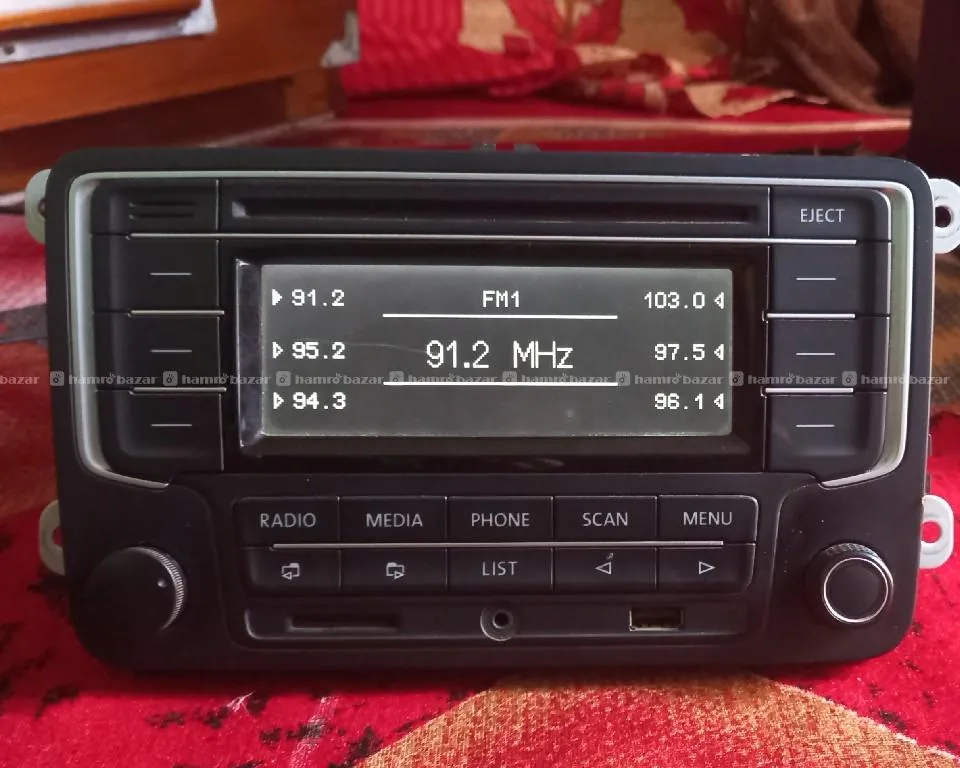 EJECT
91.2 FM1 103.0
95.2 91.2 MHz 97.5
94.3 96.1
hamrobazar hamrobazar hamrobazar hamrobazar hamrobazar hamrobazar hamrobazar hamrobazar
RADIO MEDIA PHONE SCAN MENU
LIST